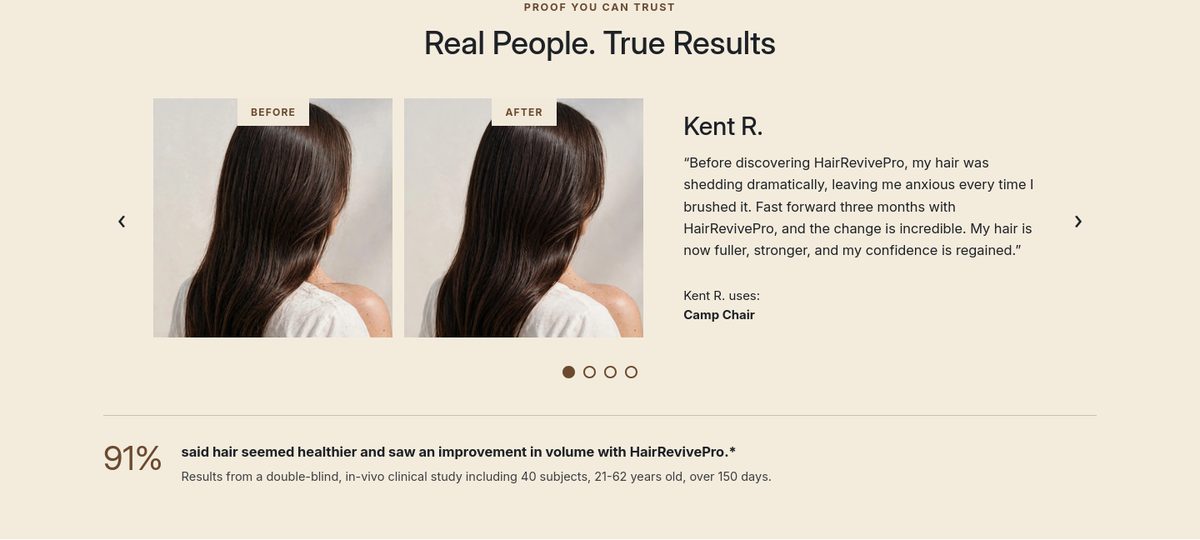 PROOF YOU CAN TRUST
Real People. True Results
BEFORE
AFTER
Kent R.
“Before discovering HairRevivePro, my hair was
shedding dramatically, leaving me anxious every time I
brushed it. Fast forward three months with
HairRevivePro, and the change is incredible. My hair is
now fuller, stronger, and my confidence is regained.”
Kent R. uses:
Camp Chair
91%
said hair seemed healthier and saw an improvement in volume with HairRevivePro.*
Results from a double-blind, in-vivo clinical study including 40 subjects, 21-62 years old, over 150 days.